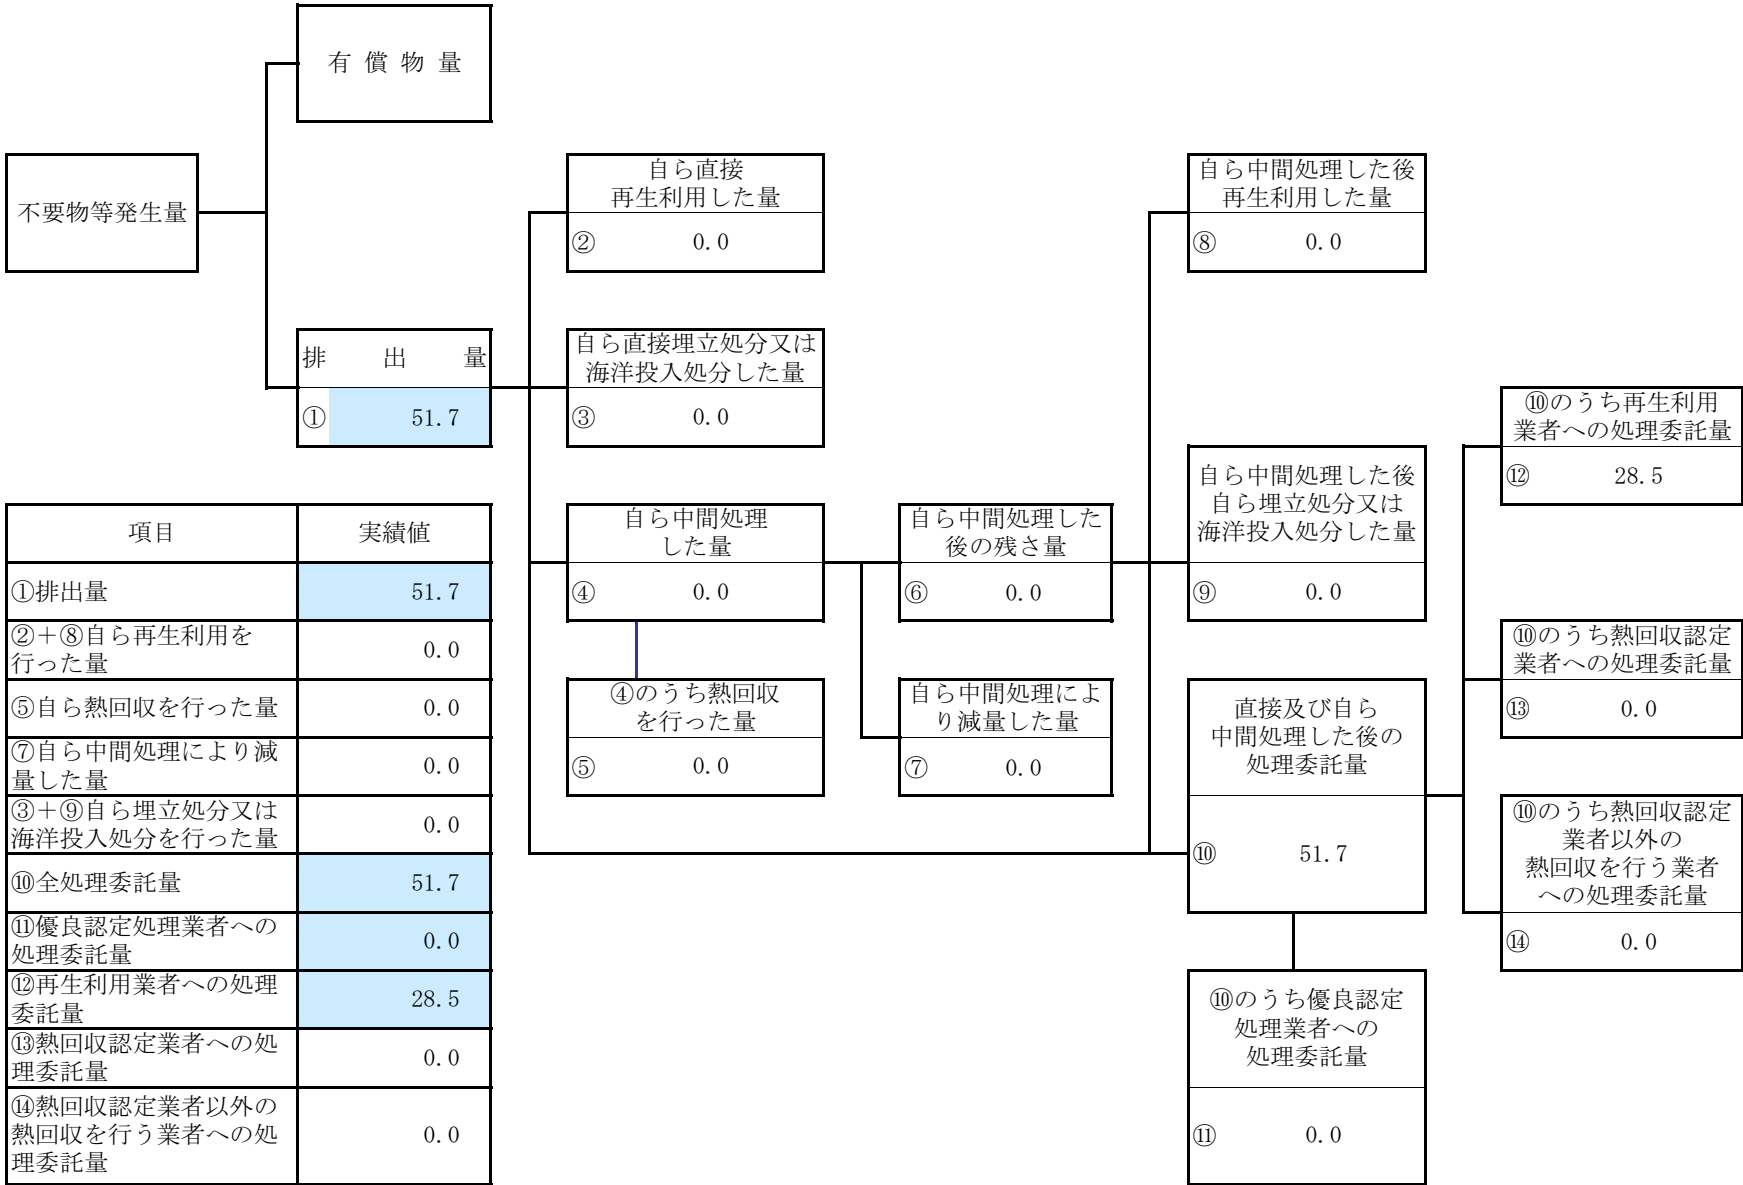 有償物量
不要物等発生量
自ら直接
再生利用した量
② 0.0
自ら中間処理した後
再生利用した量
⑧ 0.0
排出量
① 51.7
自ら直接埋立処分又は
海洋投入処分した量
③ 0.0
⑩のうち再生利用
業者への処理委託量
⑫ 28.5
自ら中間処理した後
自ら埋立処分又は
海洋投入処分した量
⑨ 0.0
自ら中間処理
した量
④ 0.0
自ら中間処理した
後の残さ量
⑥ 0.0
⑩のうち熱回収認定
業者への処理委託量
⑬ 0.0
④のうち熱回収
を行った量
⑤ 0.0
自ら中間処理によ
り減量した量
⑦ 0.0
直接及び自ら
中間処理した後の
処理委託量
⑩ 51.7
⑩のうち熱回収認定
業者以外の
熱回収を行う業者
への処理委託量
⑭ 0.0
⑩のうち優良認定
処理業者への
処理委託量
⑪ 0.0
項目 実績値
①排出量 51.7
②＋⑧自ら再生利用を
行った量 0.0
⑤自ら熱回収を行った量 0.0
⑦自ら中間処理により減
量した量 0.0
③＋⑨自ら埋立処分又は
海洋投入処分を行った量 0.0
⑩全処理委託量 51.7
⑪優良認定処理業者への
処理委託量 0.0
⑫再生利用業者への処理
委託量 28.5
⑬熱回収認定業者への処
理委託量 0.0
⑭熱回収認定業者以外の
熱回収を行う業者への処
理委託量 0.0